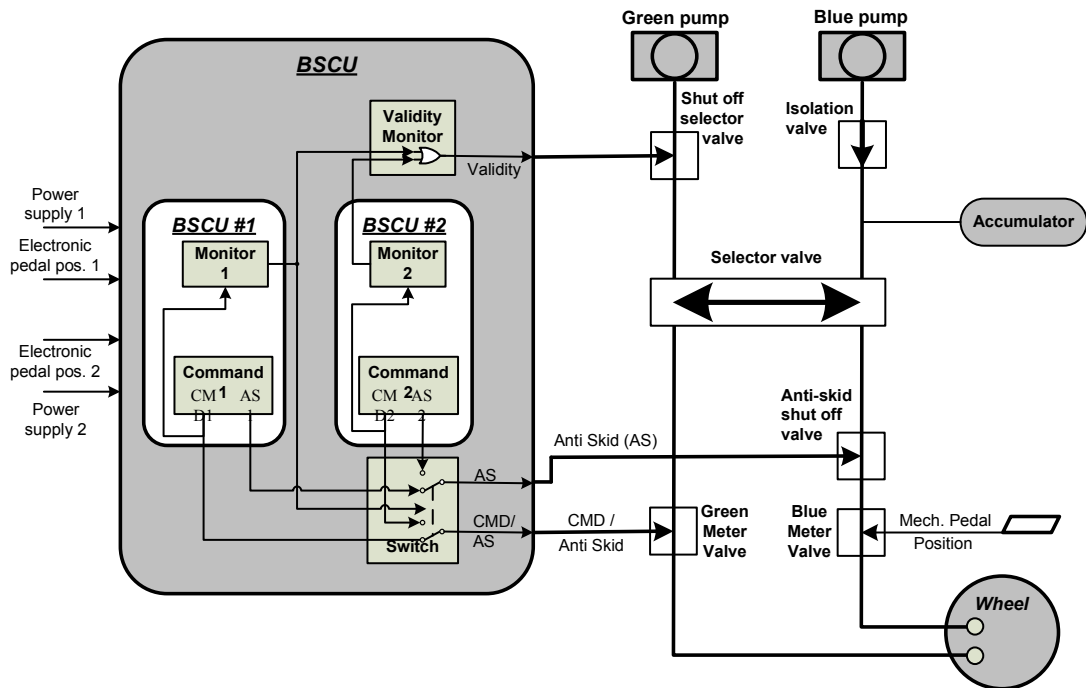 Green pump
Blue pump
BSCU
Shut off
selector
valve
Isolation
valve
Validity
Monitor
Validity
Power
supply 1
Electronic
pedal pos. 1
BSCU #1
BSCU #2
Monitor
1
Monitor
2
Accumulator
Selector valve
Electronic
pedal pos. 2
Power
supply 2
Command
1
CM
D1
AS
1
Command
2
CM
D2
AS
2
Anti-skid
shut off
valve
Anti Skid (AS)
AS
CMD/
AS
Switch
CMD /
Anti Skid
Green
Meter
Valve
Blue
Meter
Valve
Mech. Pedal
Position
Wheel